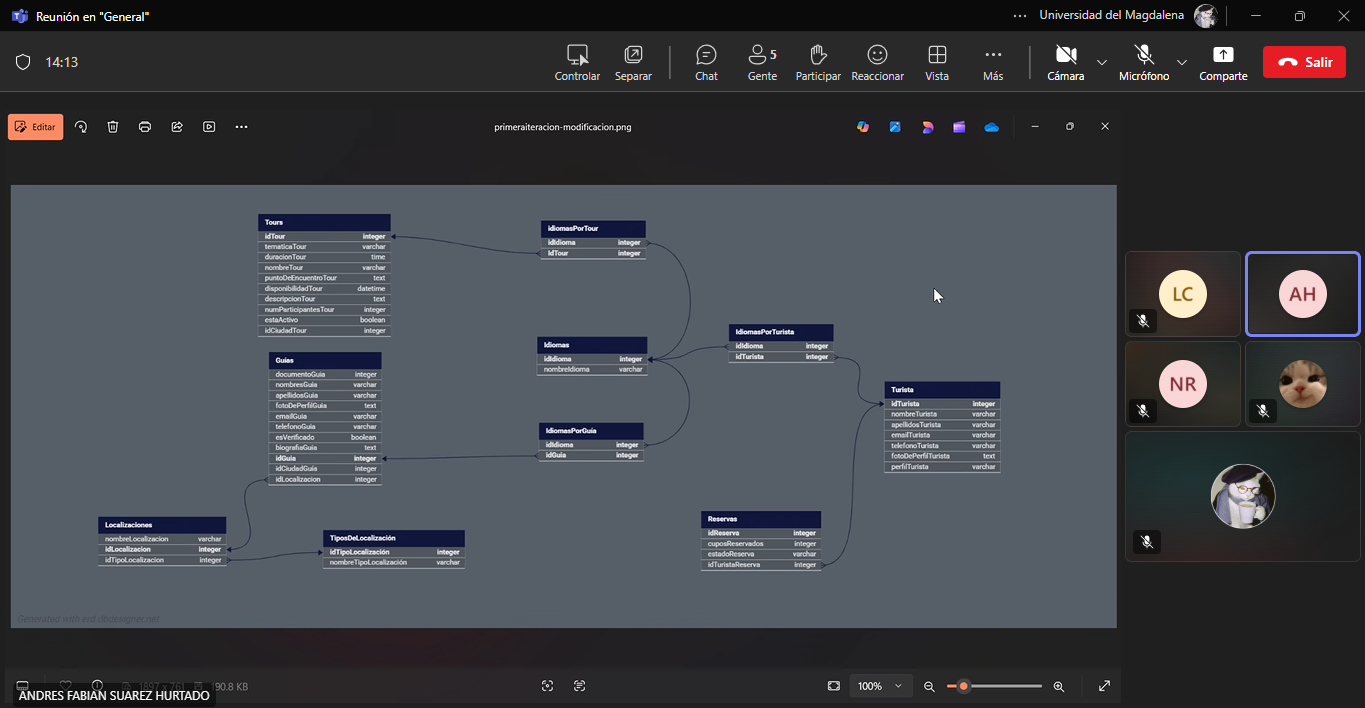 Reunión en "General"
Universidad del Magdalena
14:13
Controlar
Separar
Chat
5
Gente
Participar
Reaccionar
Vista
Más
Cámara
Micrófono
Comparte
Salir
Editar
primeraiteracion-modificacion.png
Tours
idTour integer
tematicaTour varchar
duracionTour time
nombreTour varchar
puntoDeEncuentroTour text
disponibilidadTour datetime
descripcionTour text
numParticipantesTour integer
estaActivo boolean
idCiudadTour integer
idiomasPorTour
idIdioma integer
idTour integer
Idiomas
idIdioma integer
nombreIdioma varchar
IdiomasPorTurista
idIdioma integer
idTurista integer
Guías
documentoGuia integer
nombresGuia varchar
apellidosGuia varchar
fotoDePerfilGuia text
emailGuia varchar
telefonoGuia varchar
esVerificado boolean
biografiaGuia text
idGuia integer
idCiudadGuia integer
idLocalizacion integer
IdiomasPorGuía
idIdioma integer
idGuia integer
Turista
idTurista integer
nombreTurista varchar
apellidosTurista varchar
emailTurista varchar
telefonoTurista varchar
fotoDePerfilTurista text
perfilTurista varchar
Localizaciones
nombreLocalizacion varchar
idLocalizacion integer
idTipoLocalizacion integer
TiposDeLocalización
idTipoLocalización integer
nombreTipoLocalización varchar
Reservas
idReserva integer
cuposReservados integer
estadoReserva varchar
idTuristaReserva integer
Generated with erd.dbdesigner.net
LC
AH
NR
1897 x 761
190.8 KB
ANDRES FABIAN SUAREZ HURTADO
100%